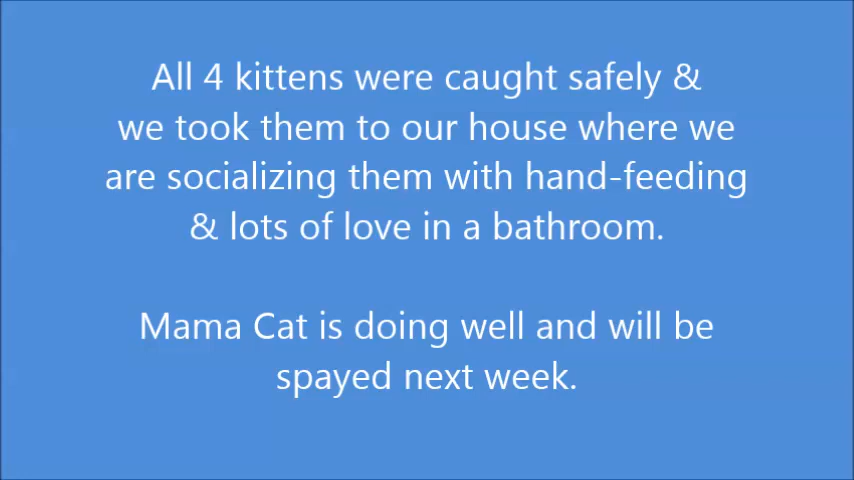 All 4 kittens were caught safely &
we took them to our house where we
are socializing them with hand-feeding
& lots of love in a bathroom.
Mama Cat is doing well and will be
spayed next week.